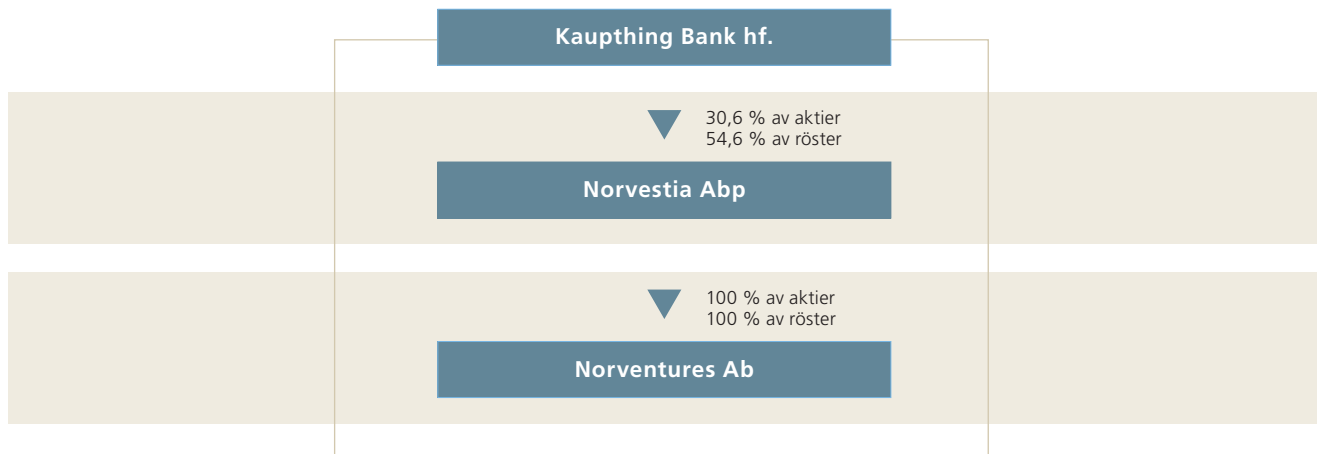 Kaupthing Bank hf.
30,6 % av aktier
54,6 % av röster
Norvestia Abp
100 % av aktier
100 % av röster
Norventures Ab